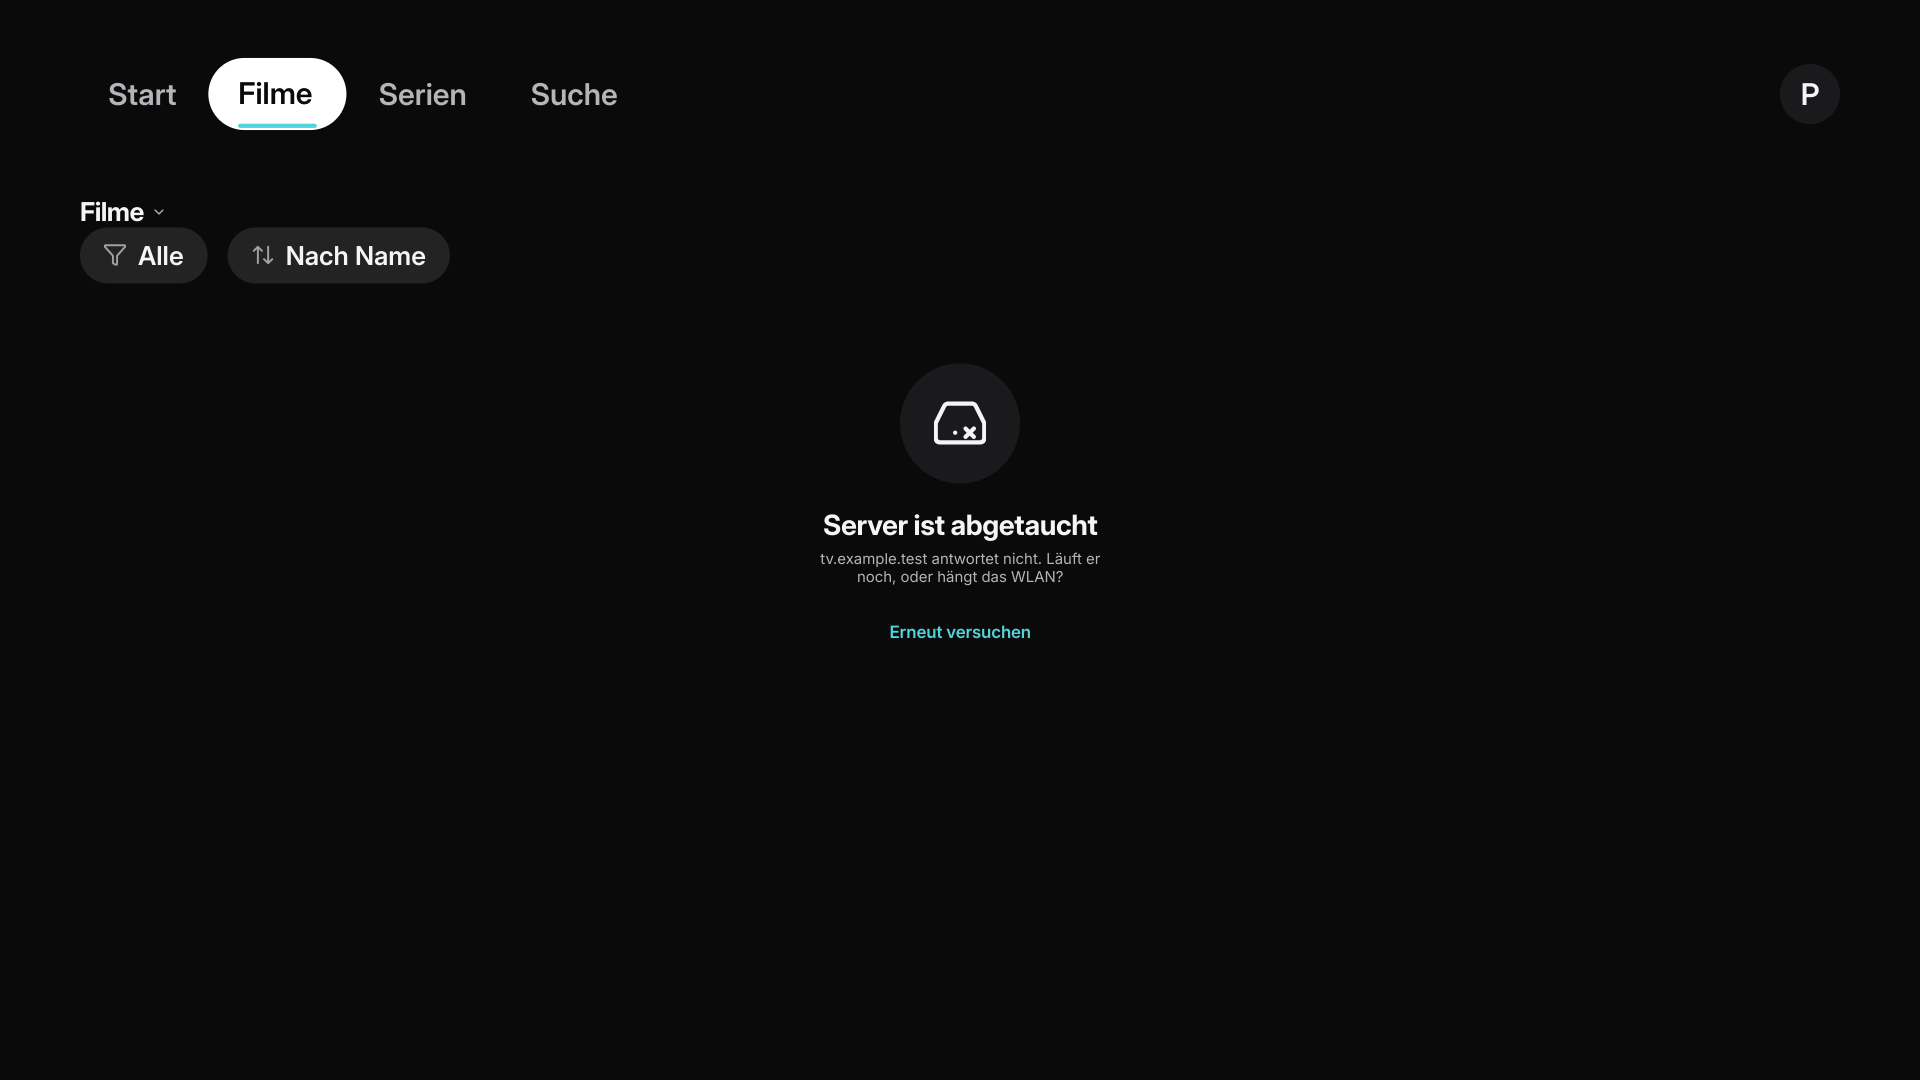 Start
Filme
Serien
Suche
P
Filme
Alle
Nach Name
Server ist abgetaucht
tv.example.test antwortet nicht. Läuft er
noch, oder hängt das WLAN?
Erneut versuchen